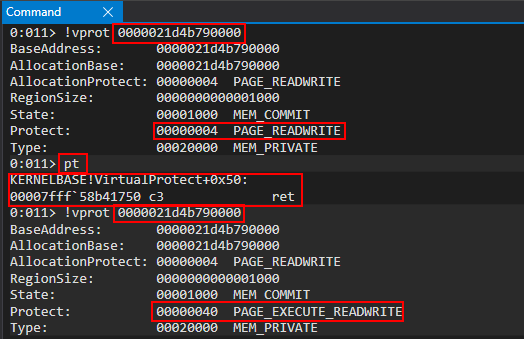 Command
0:011> !vprot 0000021d4b790000
BaseAddress:       0000021d4b790000
AllocationBase:    0000021d4b790000
AllocationProtect: 00000004  PAGE_READWRITE
RegionSize:        0000000000001000
State:             00001000  MEM_COMMIT
Protect:           00000004  PAGE_READWRITE
Type:              00020000  MEM_PRIVATE
0:011> pt
KERNELBASE!VirtualProtect+0x50:
00007fff`58b41750 c3              ret
0:011> !vprot 0000021d4b790000
BaseAddress:       0000021d4b790000
AllocationBase:    0000021d4b790000
AllocationProtect: 00000004  PAGE_READWRITE
RegionSize:        0000000000001000
State:             00001000  MEM_COMMIT
Protect:           00000040  PAGE_EXECUTE_READWRITE
Type:              00020000  MEM_PRIVATE